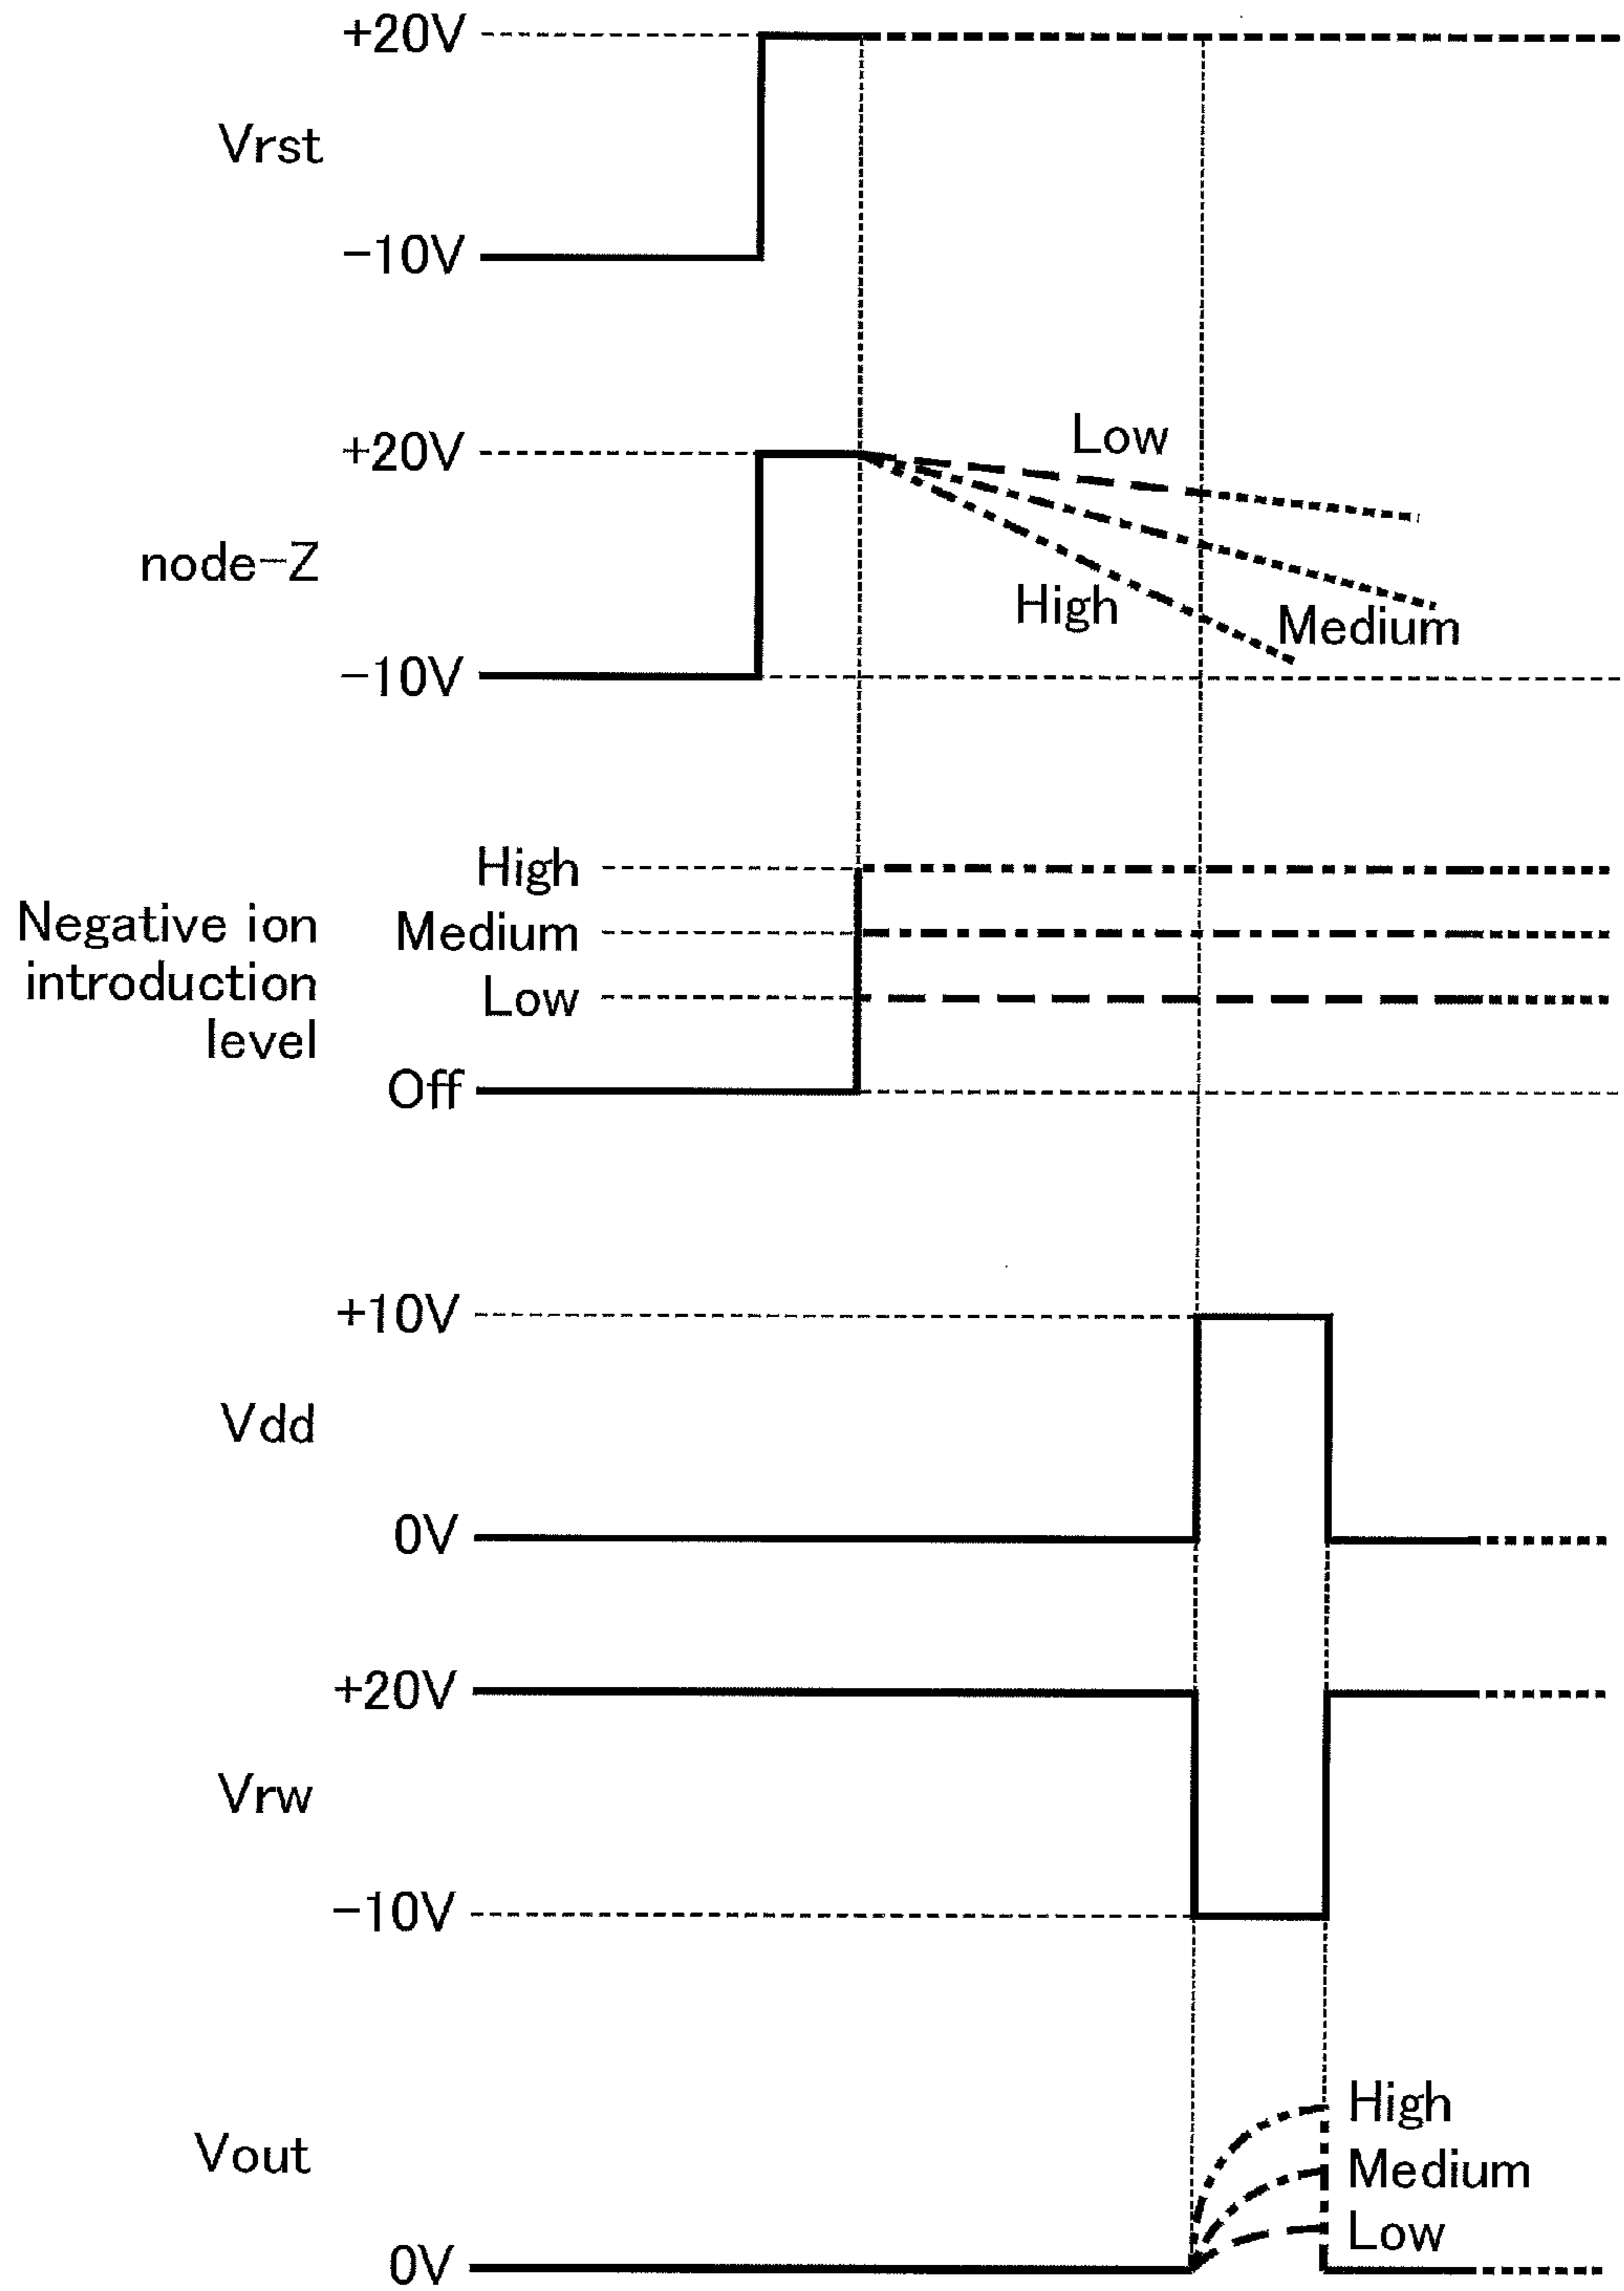 +20V
Vrst
−10V
+20V
Low
node−Z
High
Medium
−10V
High
Negative ion
Medium
introduction
Low
level
Off
+10V
Vdd
0V
+20V
Vrw
−10V
High
Vout
Medium
Low
0V